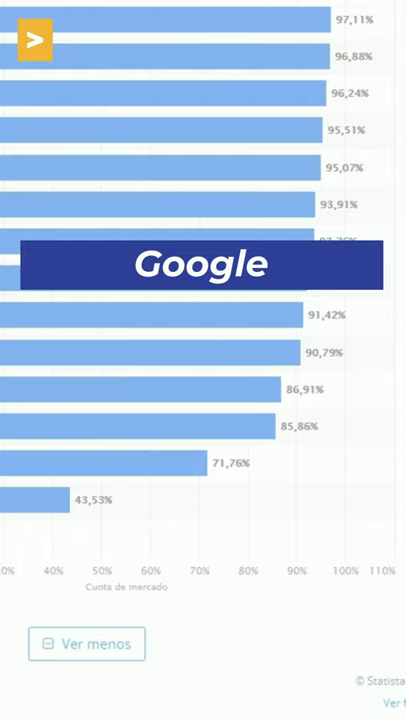 97,11%
96,88%
96,24%
95,51%
95,07%
93,91%
Google
91,42%
90,79%
86,91%
85,86%
71,76%
43,53%
40% 50% 60% 70% 80% 90% 100% 110%
Cuota de mercado
Ver menos
© Statista
Ver